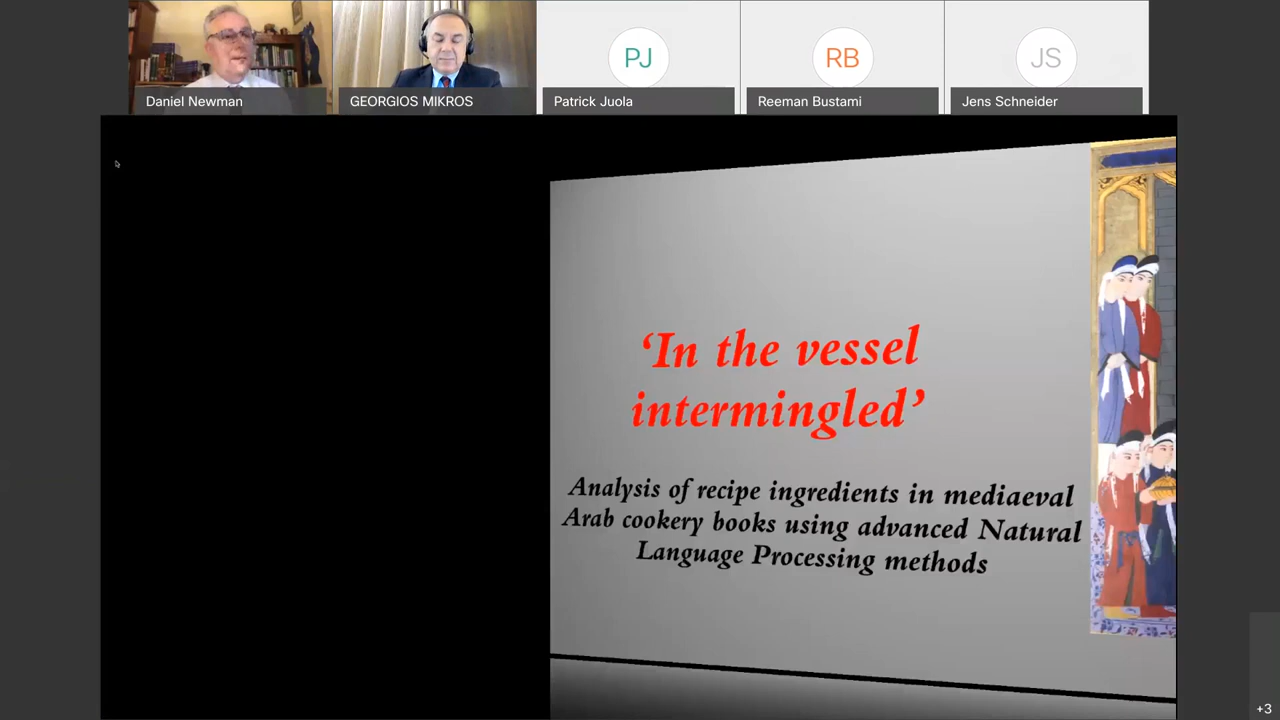 Daniel Newman
GEORGIOS MIKROS
PJ
Patrick Juola
RB
Reeman Bustami
JS
Jens Schneider
‘In the vessel
intermingled’
Analysis of recipe ingredients in mediaeval
Arab cookery books using advanced Natural
Language Processing methods
+3